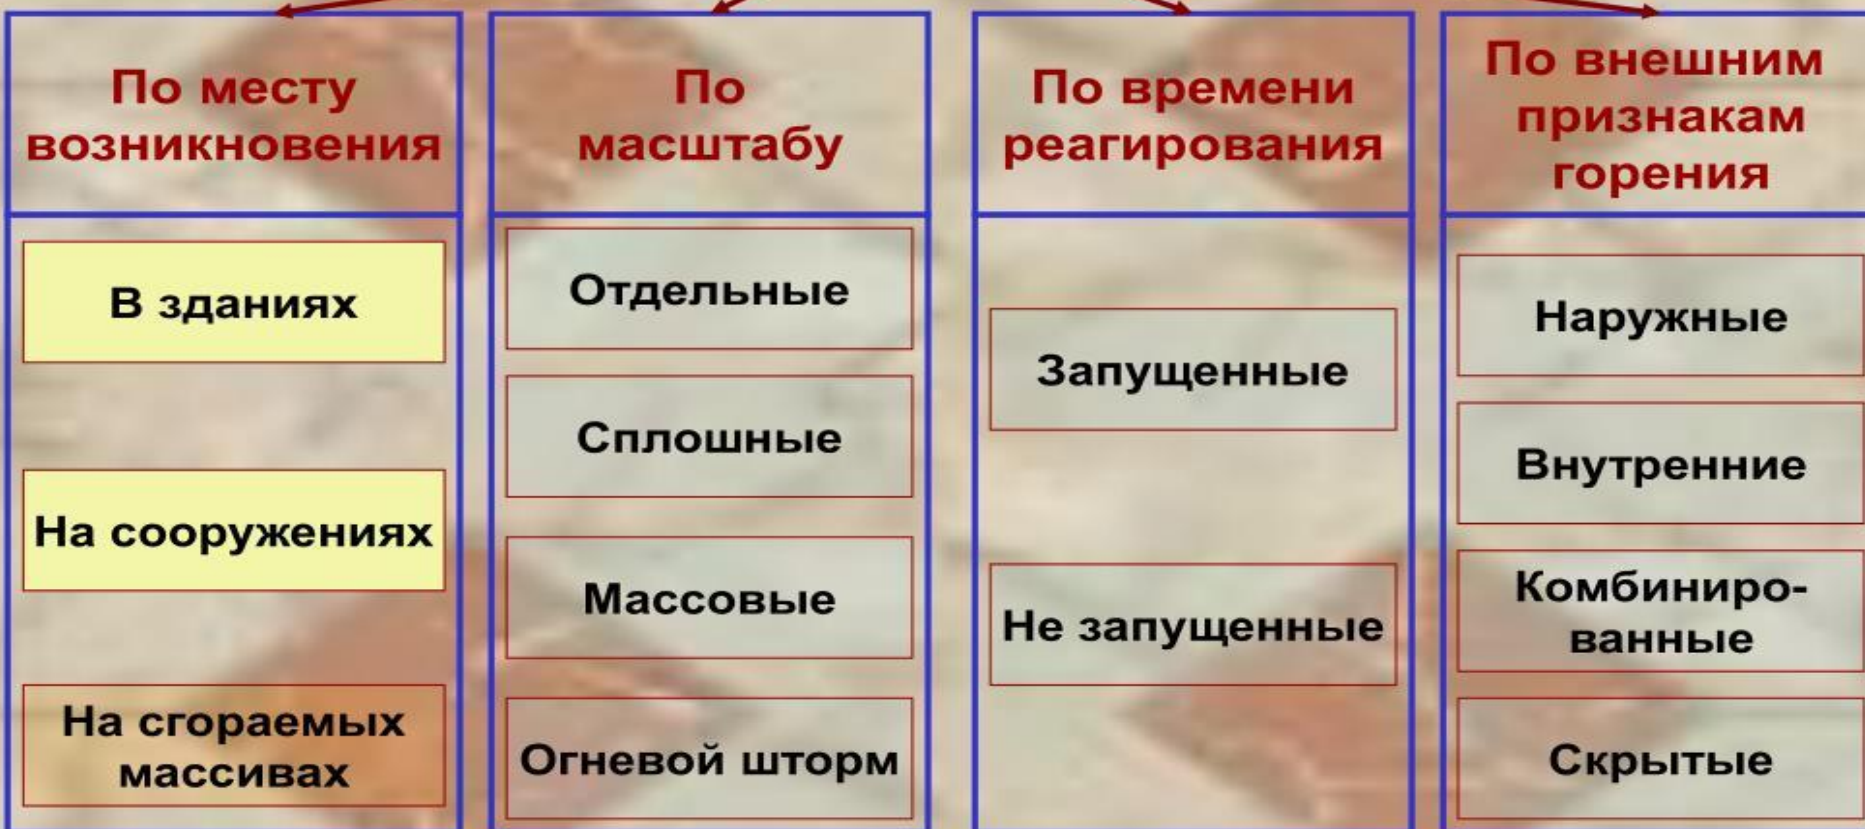 По месту
возникновения
В зданиях
На сооружениях
На сгораемых
массивах
По
масштабу
Отдельные
Сплошные
Массовые
Огневой шторм
По времени
реагирования
Запущенные
Не запущенные
По внешним
признакам
горения
Наружные
Внутренние
Комбиниро-
ванные
Скрытые